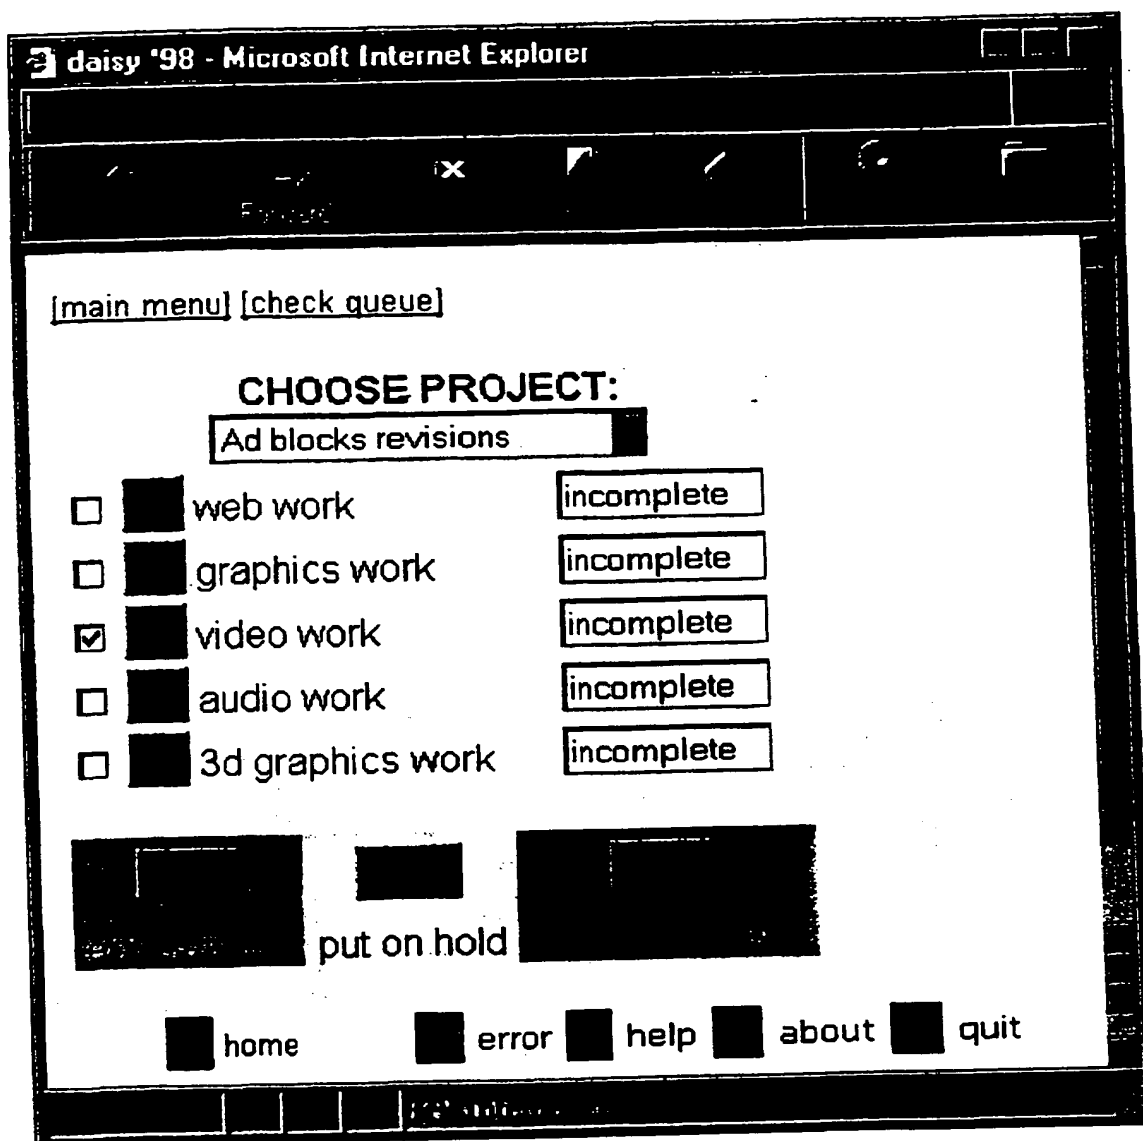 daisy '98 - Microsoft Internet Explorer
Forward
[main menu] [check queue]
CHOOSE PROJECT:
Ad blocks revisions
web work incomplete
graphics work incomplete
video work incomplete
audio work incomplete
3d graphics work incomplete
put on hold
home error help about quit